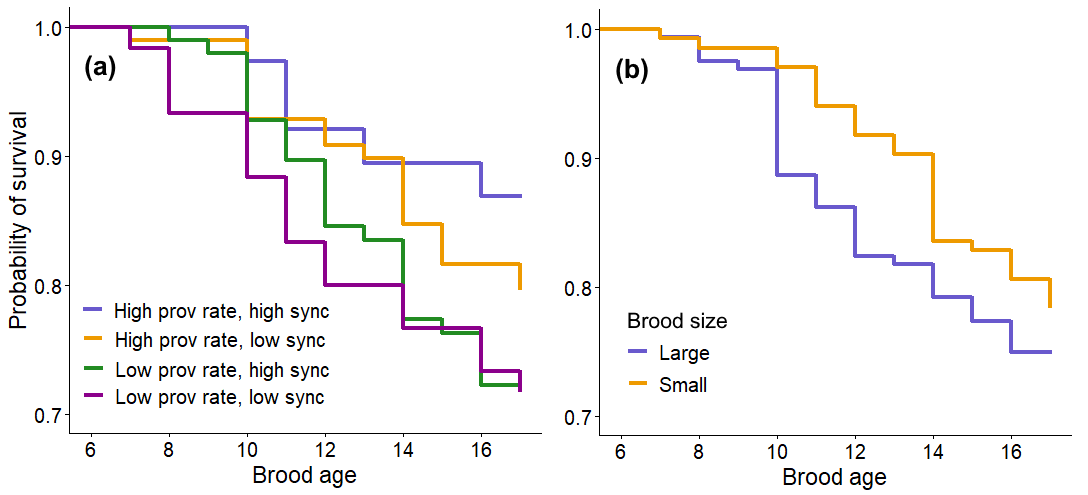 (a)
Probability of survival
1.0
0.9
0.8
0.7
High prov rate, high sync
High prov rate, low sync
Low prov rate, high sync
Low prov rate, low sync
6 8 10 12 14 16
Brood age
(b)
1.0
0.9
0.8
0.7
Brood size
Large
Small
6 8 10 12 14 16
Brood age